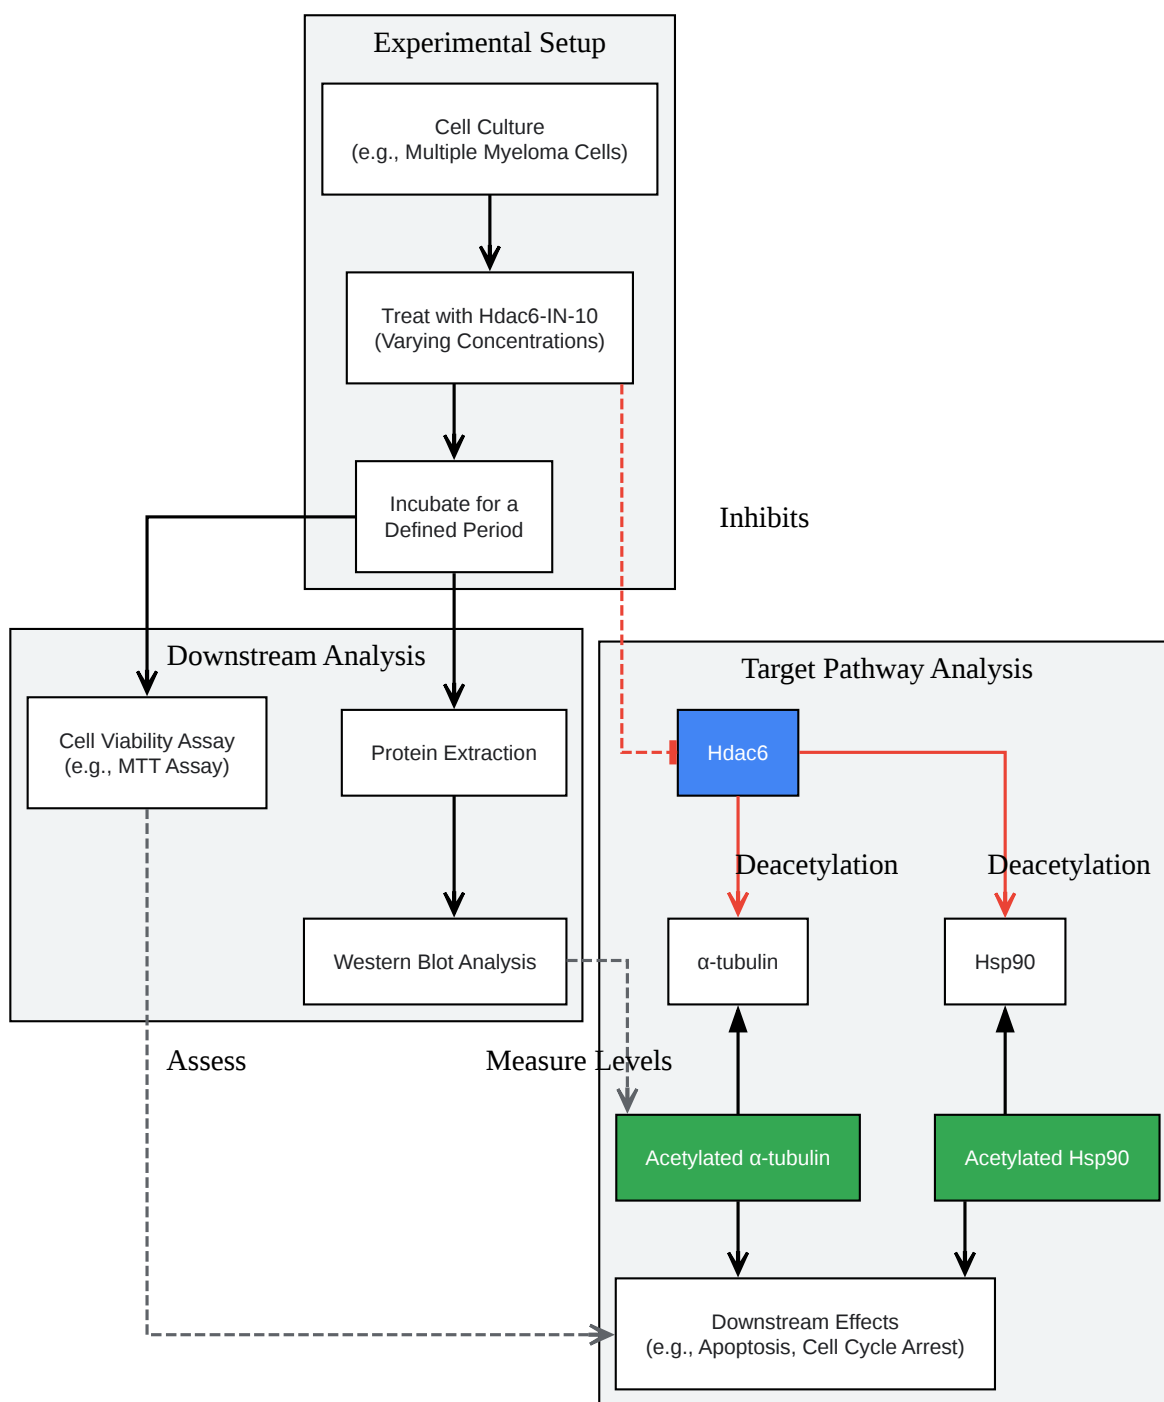 Experimental Setup
Cell Culture
(e.g., Multiple Myeloma Cells)
Treat with Hdac6-IN-10
(Varying Concentrations)
Incubate for a
Defined Period
Inhibits
Downstream Analysis
Cell Viability Assay
(e.g., MTT Assay)
Protein Extraction
Western Blot Analysis
Target Pathway Analysis
Hdac6
Deacetylation
Deacetylation
α-tubulin
Hsp90
Assess
Measure Levels
Acetylated α-tubulin
Acetylated Hsp90
Downstream Effects
(e.g., Apoptosis, Cell Cycle Arrest)